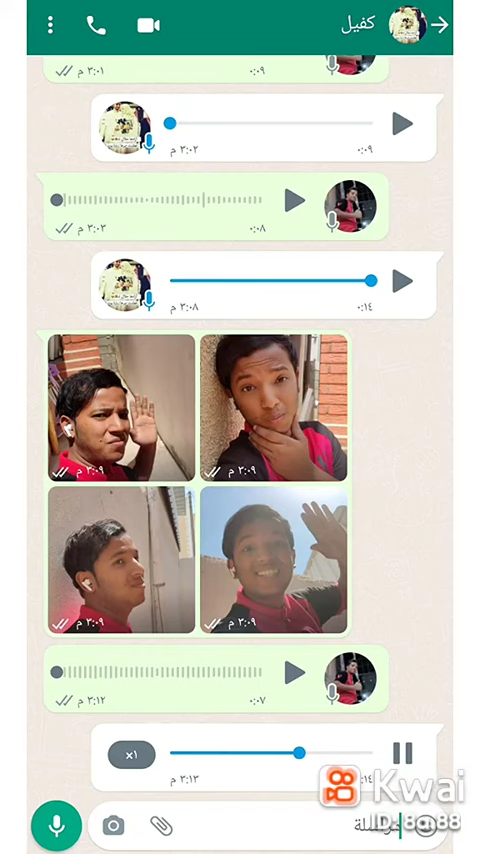 كفيل
٣:٠١ م
٠:٠٩
٣:٠٢ م
٠:٠٩
٣:٠٣ م
٠:٠٨
٣:٠٨ م
٠:١٤
٣:٠٩ م
٣:٠٩ م
٣:٠٩ م
٣:٠٩ م
٣:١٢ م
٠:٠٧
×١
٣:١٣ م
Kwai